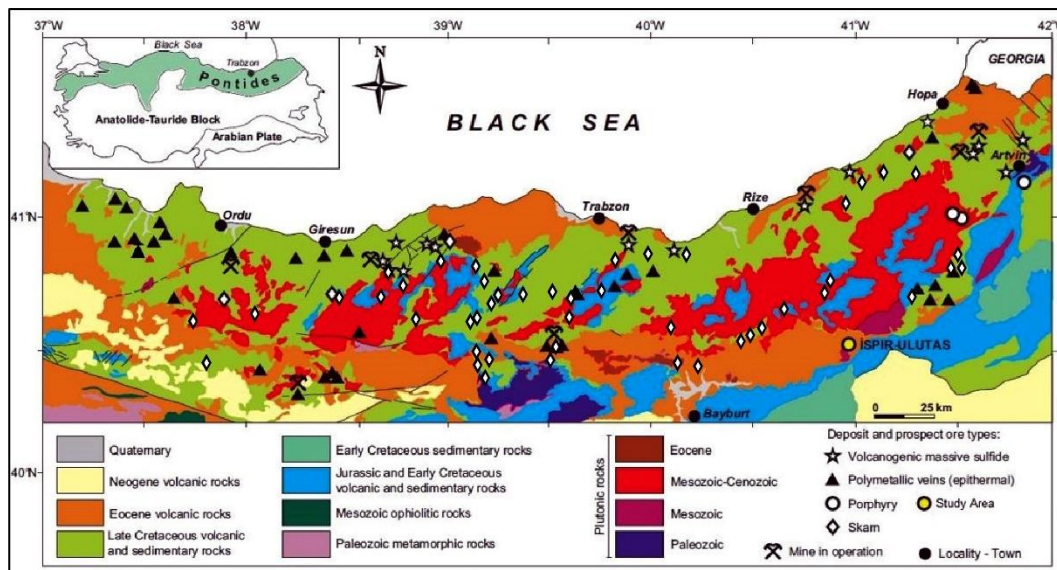 37°W 38°W 39°W 40°W 41°W 42°W
Black Sea
Trabzon
Pontides
Anatolide-Tauride Block
Arabian Plate
N
BLACK SEA
GEORGIA
Hopa
Artvin
Rize
Trabzon
41°N
Ordu
Giresun
41°N
İSPIR-ULUTAS
Bayburt
0 25 km
40°N
40°N
Quaternary
Neogene volcanic rocks
Eocene volcanic rocks
Late Cretaceous volcanic
and sedimentary rocks
Early Cretaceous sedimentary rocks
Jurassic and Early Cretaceous
volcanic and sedimentary rocks
Mesozoic ophiolitic rocks
Paleozoic metamorphic rocks
Plutonic rocks
Eocene
Mesozoic-Cenozoic
Mesozoic
Paleozoic
Deposit and prospect ore types:
Volcanogenic massive sulfide
Polymetallic veins (epithermal)
Porphyry
Study Area
Skarn
Mine in operation
Locality - Town